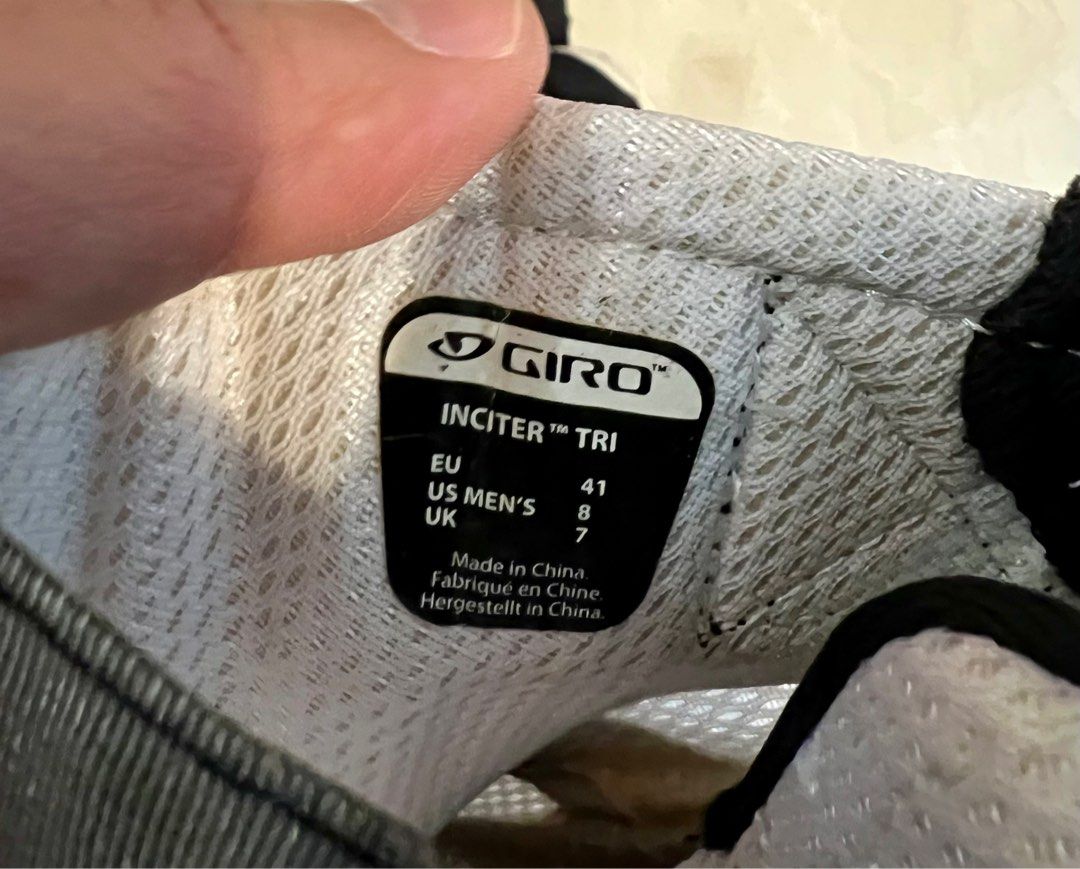 GIRO™
INCITER™ TRI
EU 41
US MEN'S 8
UK 7
Made in China.
Fabriqué en Chine.
Hergestellt in China.